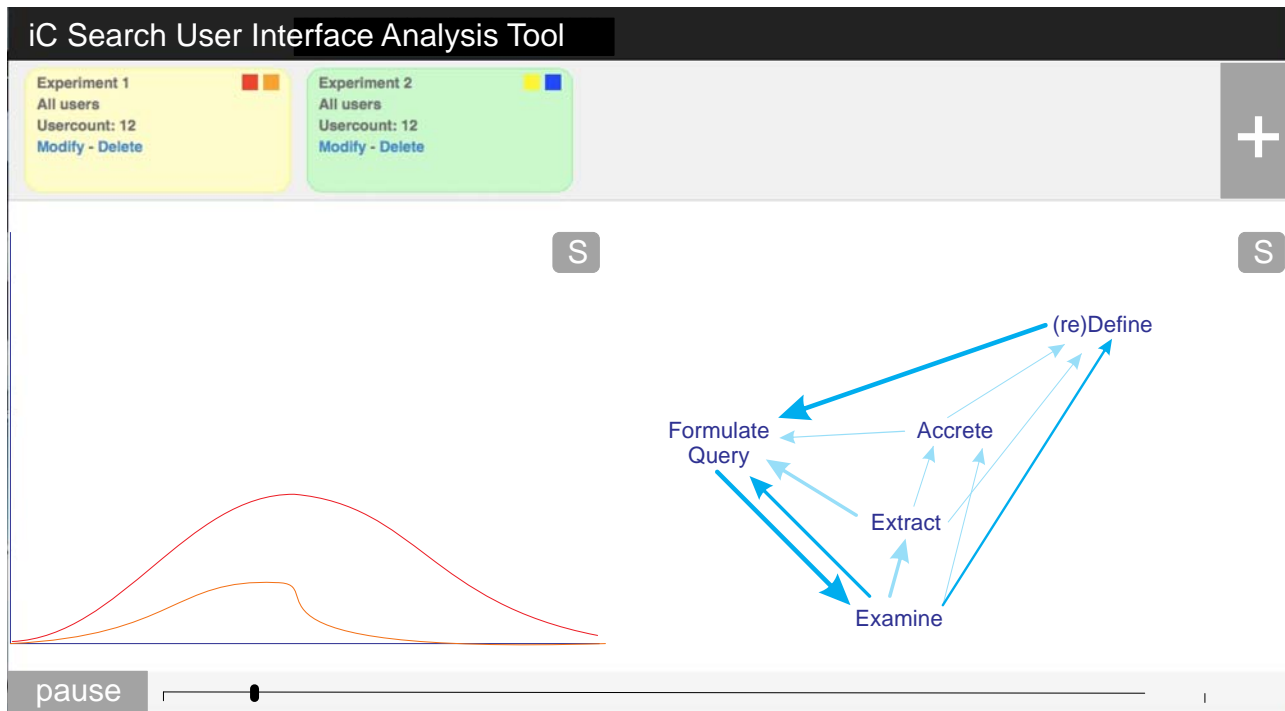 iC Search User Interface Analysis Tool
Experiment 1
All users
Usercount: 12
Modify - Delete
Experiment 2
All users
Usercount: 12
Modify - Delete
+
S
S
(re)Define
Formulate
Query
Accrete
Extract
Examine
pause